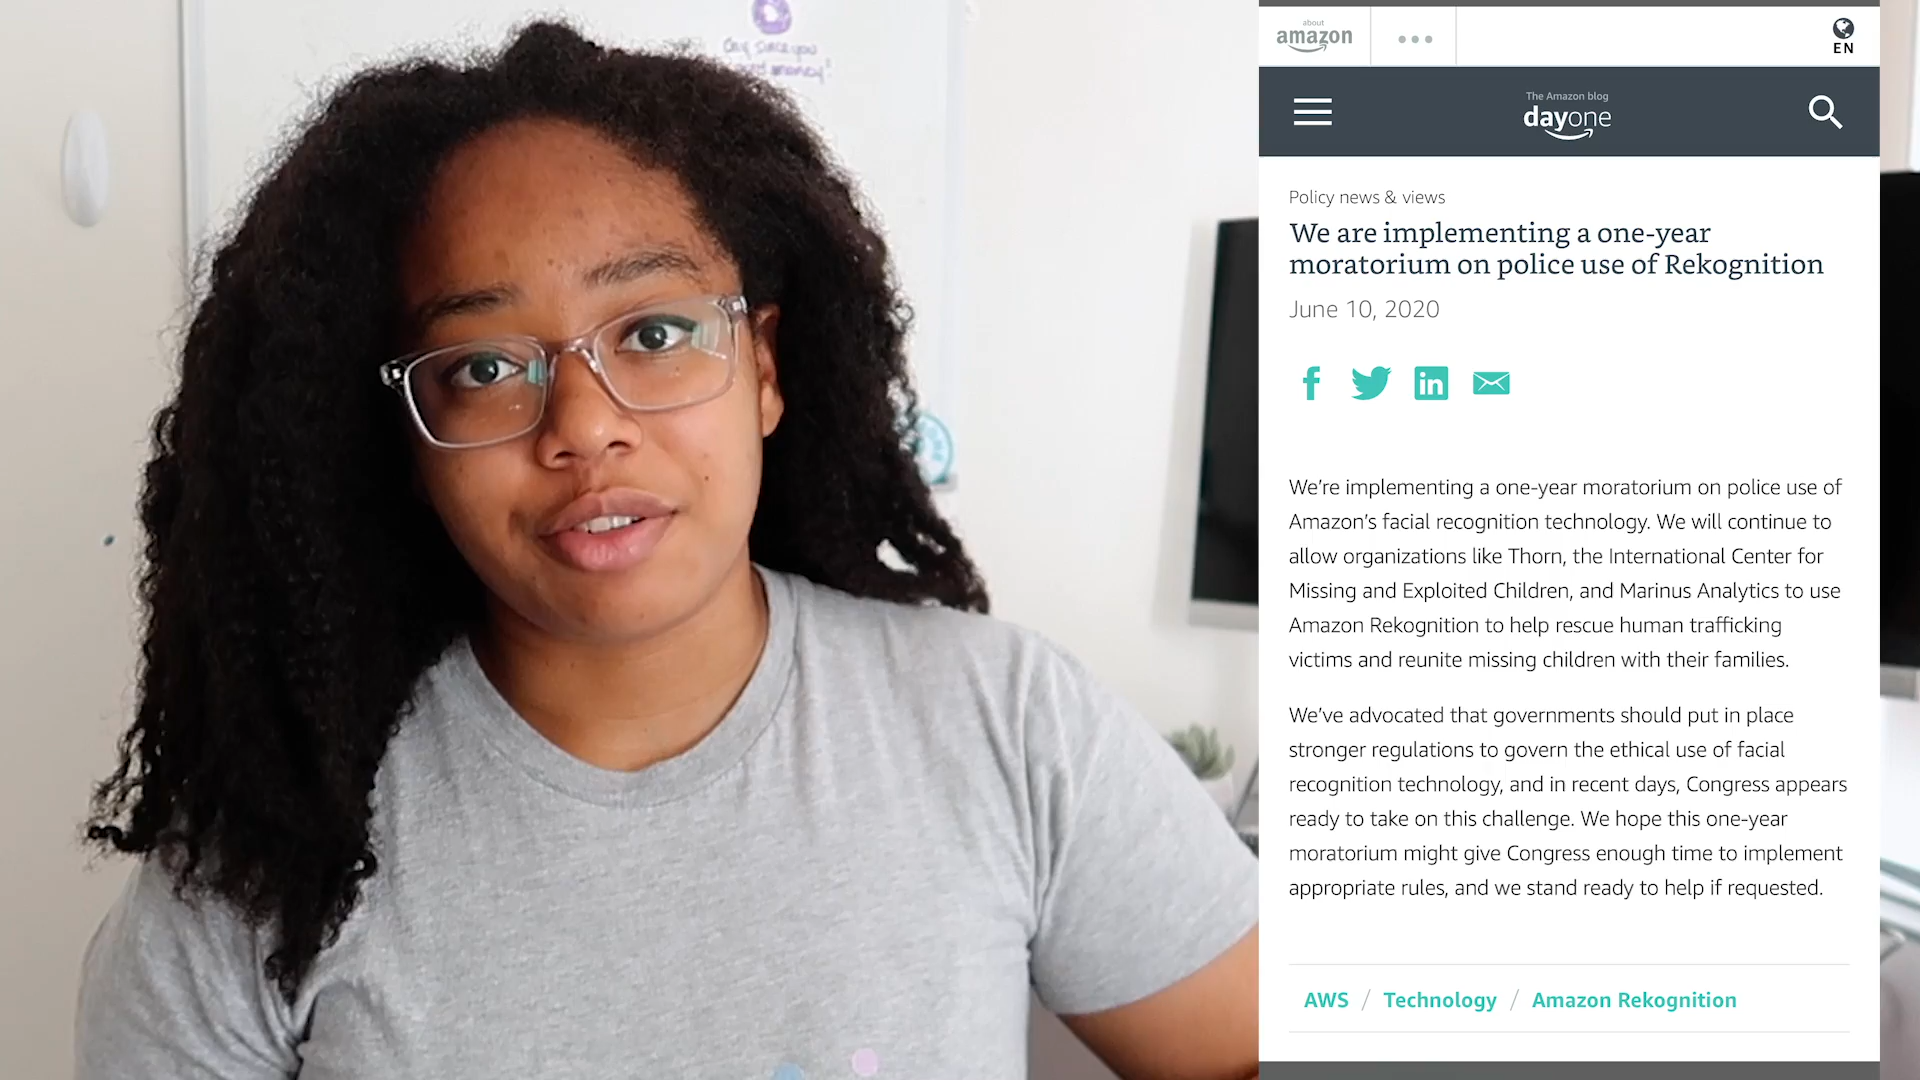 Cuz since you
money!
about
amazon
EN
The Amazon blog
dayone
Policy news & views
We are implementing a one-year
moratorium on police use of Rekognition
June 10, 2020
f
in
We’re implementing a one-year moratorium on police use of
Amazon’s facial recognition technology. We will continue to
allow organizations like Thorn, the International Center for
Missing and Exploited Children, and Marinus Analytics to use
Amazon Rekognition to help rescue human trafficking
victims and reunite missing children with their families.
We’ve advocated that governments should put in place
stronger regulations to govern the ethical use of facial
recognition technology, and in recent days, Congress appears
ready to take on this challenge. We hope this one-year
moratorium might give Congress enough time to implement
appropriate rules, and we stand ready to help if requested.
AWS / Technology / Amazon Rekognition